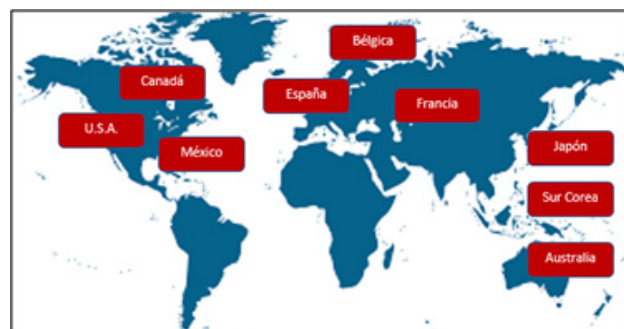 Bélgica
Canadá
España
Francia
U.S.A.
México
Japón
Sur Corea
Australia